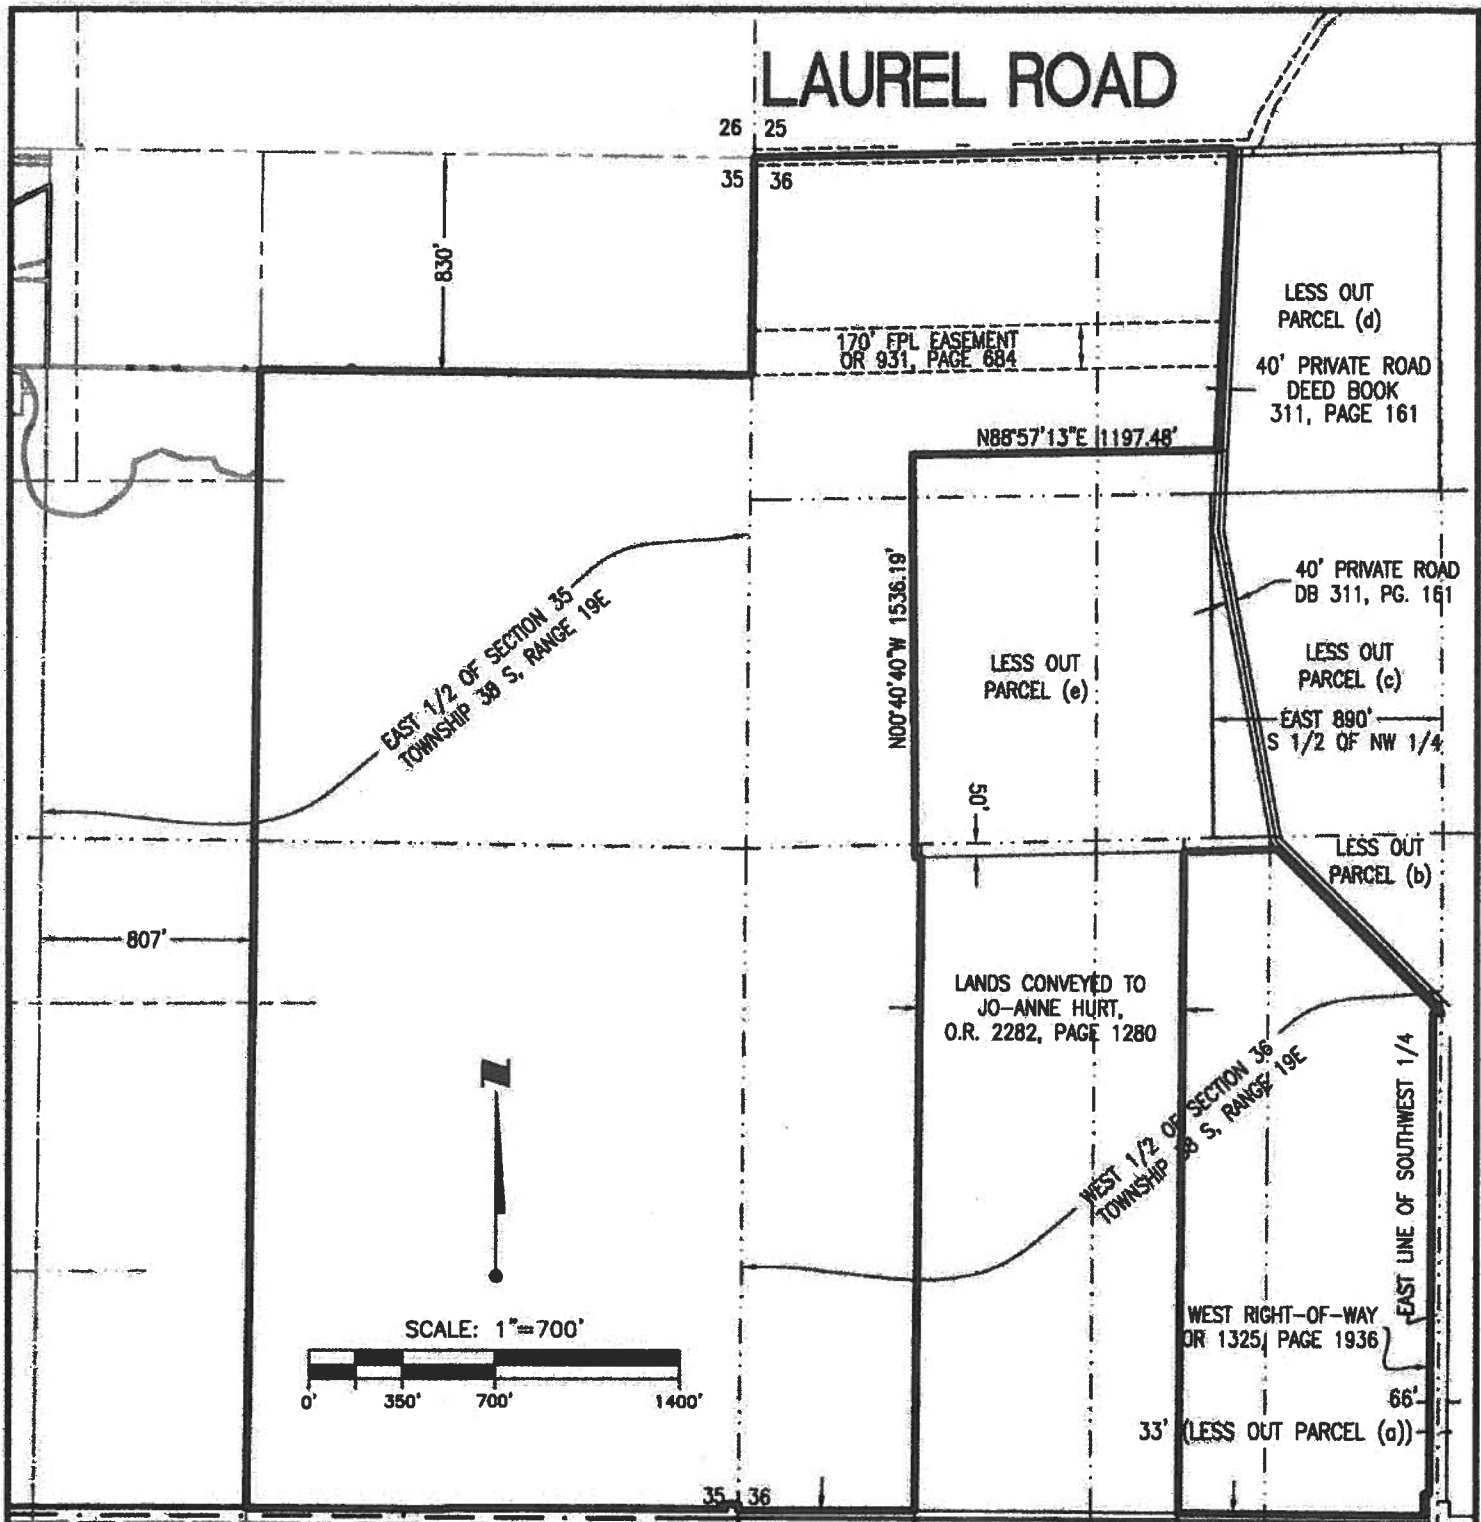 LAUREL ROAD
26 25
35 36
830'
LESS OUT
PARCEL (d)
170' FPL EASEMENT
OR 931, PAGE 684
40' PRIVATE ROAD
DEED BOOK
311, PAGE 161
N88°57'13"E 1197.48'
N00°40'40"W 1536.19'
EAST 1/2 OF SECTION 35
TOWNSHIP 38 S, RANGE 19E
40' PRIVATE ROAD
DB 311, PG. 161
LESS OUT
PARCEL (e)
LESS OUT
PARCEL (c)
EAST 890'
S 1/2 OF NW 1/4
50'
LESS OUT
PARCEL (b)
807'
LANDS CONVEYED TO
JO-ANNE HURT,
O.R. 2282, PAGE 1280
WEST 1/2 OF SECTION 36
TOWNSHIP 38 S, RANGE 19E
EAST LINE OF SOUTHWEST 1/4
N
SCALE: 1"=700'
0' 350' 700' 1400'
WEST RIGHT-OF-WAY
OR 1325, PAGE 1936
66'
33' (LESS OUT PARCEL (a))
35 36